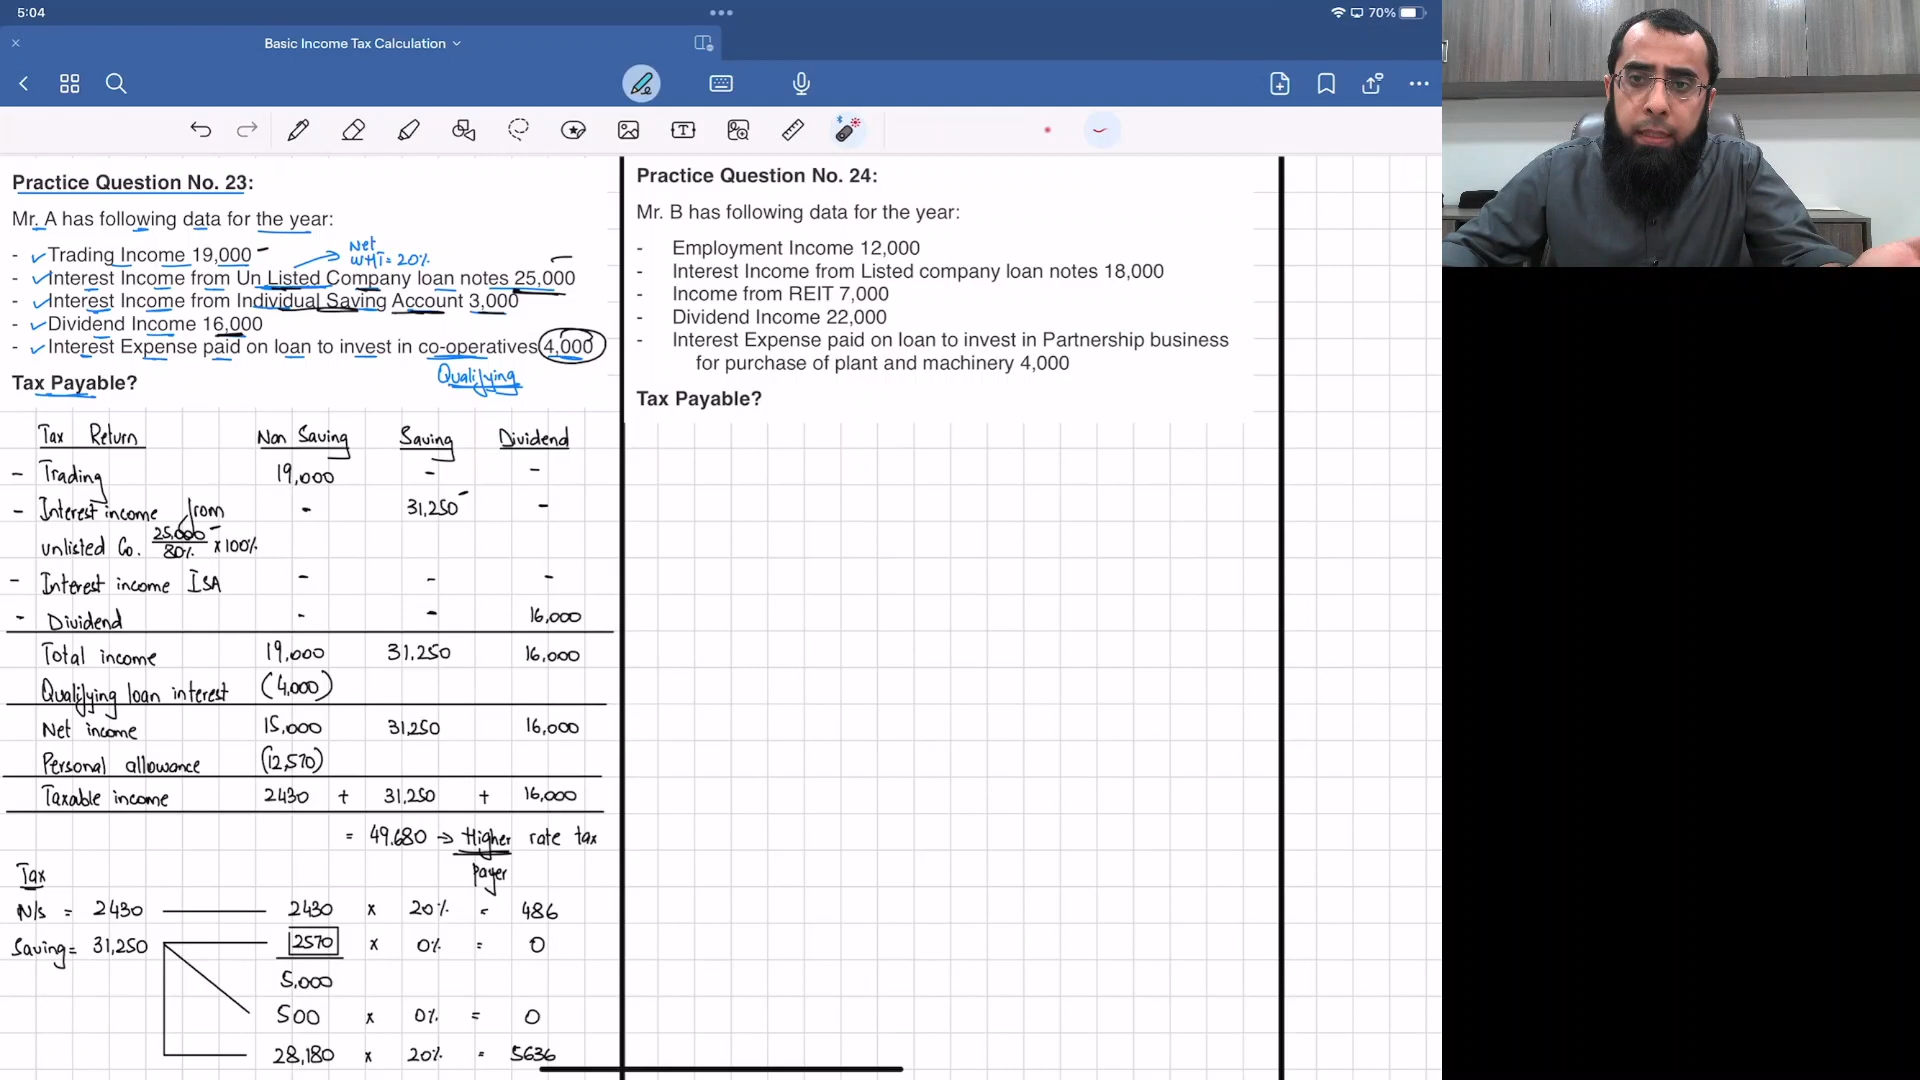 5:04
70%
Basic Income Tax Calculation
Practice Question No. 23:
Mr. A has following data for the year:
- Trading Income 19,000
Net
WHT = 20%
- Interest Income from Un Listed Company loan notes 25,000
- Interest Income from Individual Saving Account 3,000
- Dividend Income 16,000
- Interest Expense paid on loan to invest in co-operatives 4,000
Qualifying
Tax Payable?
Tax Return Non Saving Saving Dividend
- Trading 19,000 - -
- Interest income from - 31,250 -
unlisted Co. 25,000/80% x 100%
- Interest income ISA - - -
- Dividend - - 16,000
Total income 19,000 31,250 16,000
Qualifying loan interest (4,000)
Net income 15,000 31,250 16,000
Personal allowance (12,570)
Taxable income 2430 + 31,250 + 16,000
= 49,680 → Higher rate tax
Payer
Tax
N/s = 2430 2430 x 20% = 486
Saving = 31,250 2570 x 0% = 0
5,000
500 x 0% = 0
28,180 x 20% = 5636
Practice Question No. 24:
Mr. B has following data for the year:
- Employment Income 12,000
- Interest Income from Listed company loan notes 18,000
- Income from REIT 7,000
- Dividend Income 22,000
- Interest Expense paid on loan to invest in Partnership business
for purchase of plant and machinery 4,000
Tax Payable?